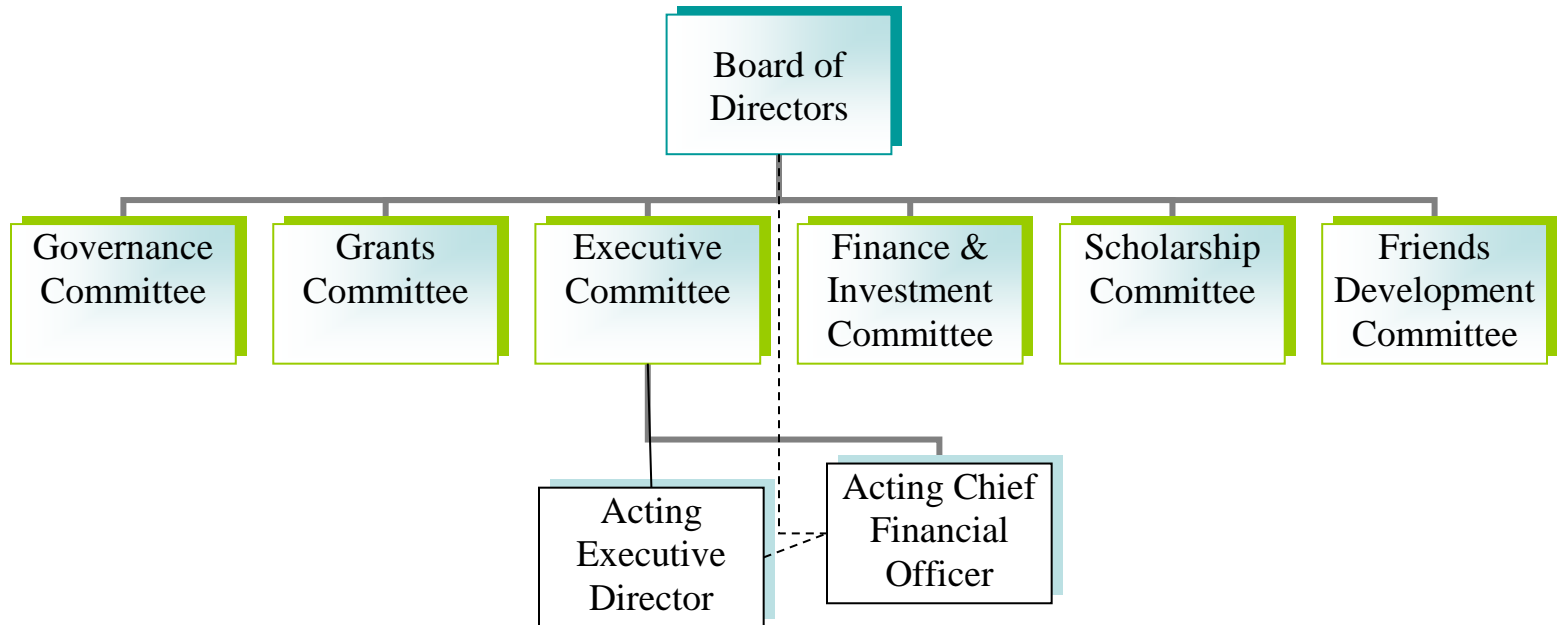 Board of
Directors
Governance
Committee
Grants
Committee
Executive
Committee
Finance &
Investment
Committee
Scholarship
Committee
Friends
Development
Committee
Acting
Executive
Director
Acting Chief
Financial
Officer